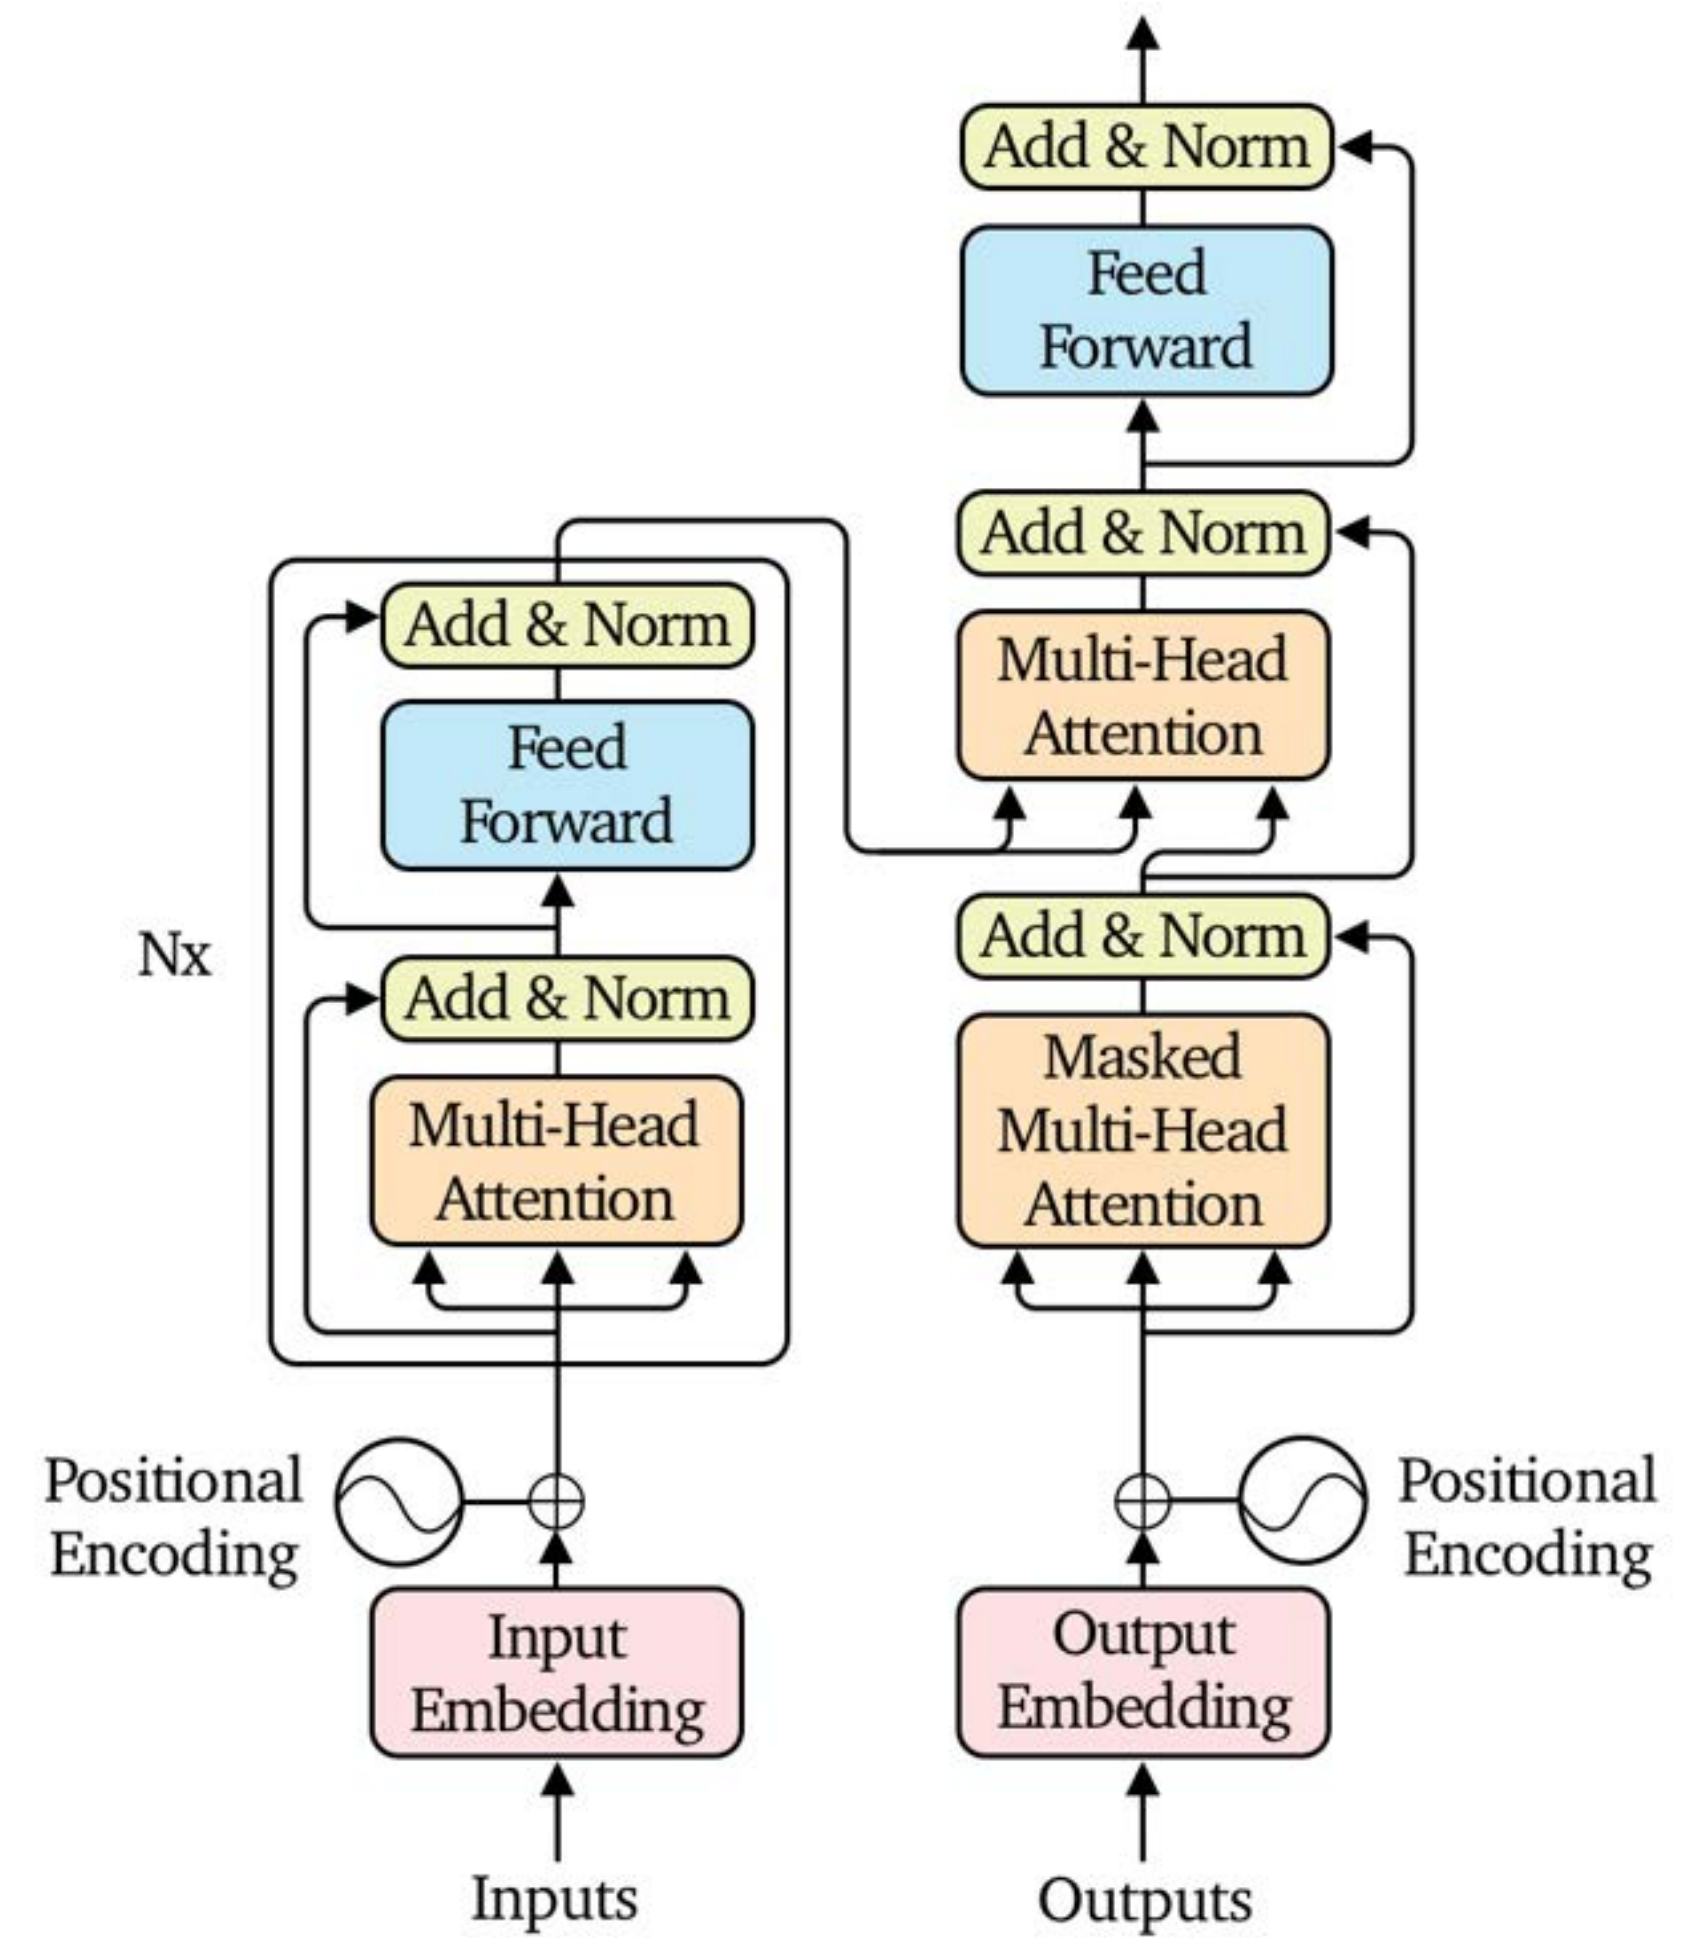 Add & Norm
Feed
Forward
Add & Norm
Multi-Head
Attention
Add & Norm
Masked
Multi-Head
Attention
Add & Norm
Feed
Forward
Nx
Add & Norm
Multi-Head
Attention
Positional
Encoding
Positional
Encoding
Input
Embedding
Output
Embedding
Inputs
Outputs